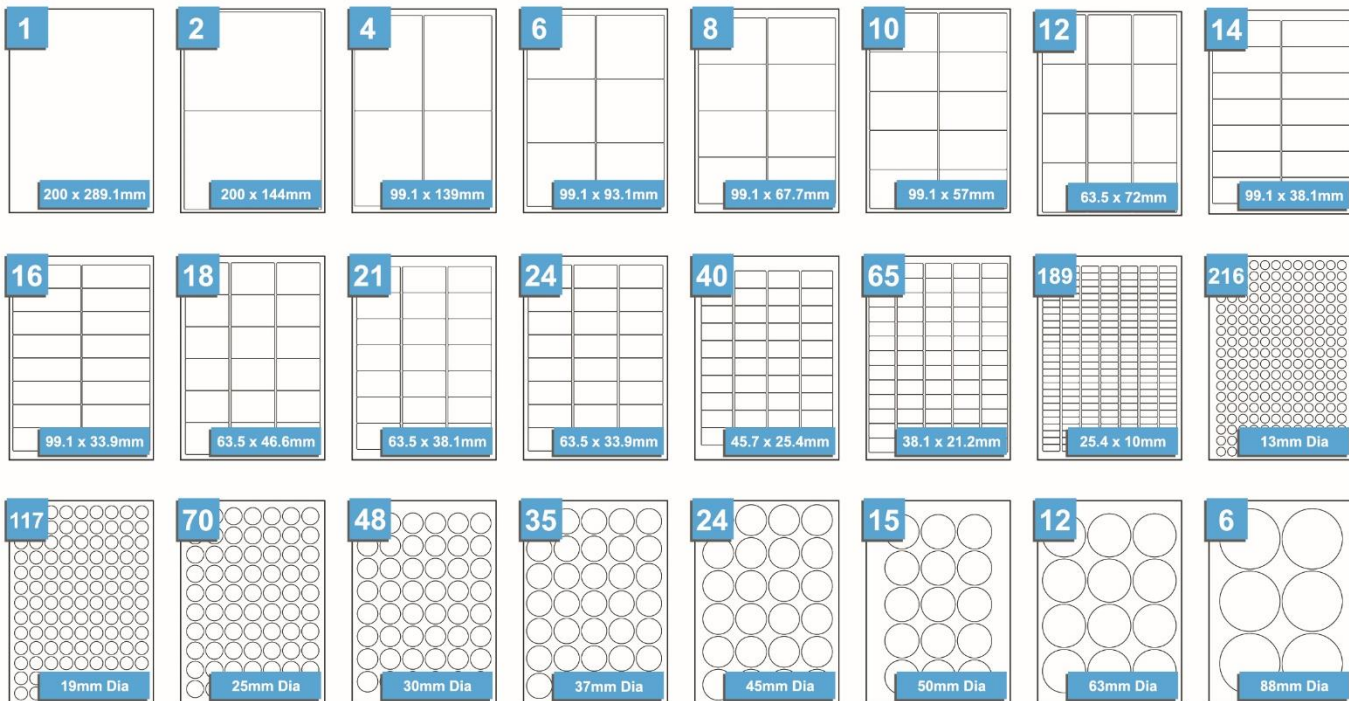 1
200 x 289.1mm
2
200 x 144mm
4
99.1 x 139mm
6
99.1 x 93.1mm
8
99.1 x 67.7mm
10
99.1 x 57mm
12
63.5 x 72mm
14
99.1 x 38.1mm
16
99.1 x 33.9mm
18
63.5 x 46.6mm
21
63.5 x 38.1mm
24
63.5 x 33.9mm
40
45.7 x 25.4mm
65
38.1 x 21.2mm
189
25.4 x 10mm
216
13mm Dia
117
19mm Dia
70
25mm Dia
48
30mm Dia
35
37mm Dia
24
45mm Dia
15
50mm Dia
12
63mm Dia
6
88mm Dia